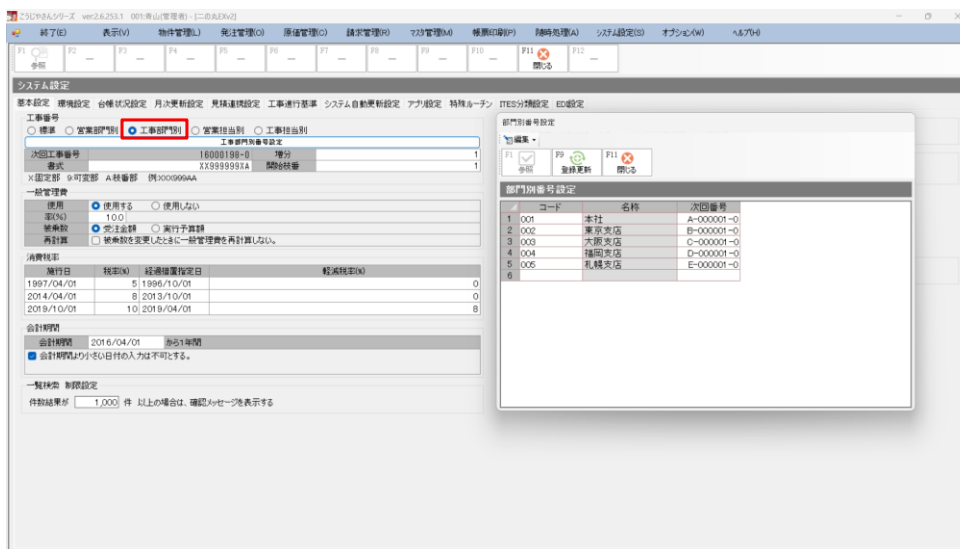 こうじやさんシリーズ ver.2.6.253.1 001:青山(管理者) - [二の丸EXv2]
終了(E) 表示(V) 物件管理(L) 発注管理(O) 原価管理(C) 請求管理(R) マスタ管理(M) 帳票印刷(P) 随時処理(A) システム設定(S) オプション(W) ヘルプ(H)
F1 F2 F3 F4 F5 F6 F7 F8 F9 F10 F11 F12
参照 閉じる
システム設定
基本設定 環境設定 台帳状況設定 月次更新設定 見積連携設定 工事進行基準 システム自動更新設定 アプリ設定 特殊ルーチン ITES分類設定 EDI設定
工事番号
標準 営業部門別 工事部門別 営業担当別 工事担当別
工事部門別番号設定
次回工事番号 16000198-0 増分 1
書式 XX999999XA 開始枝番 1
X:固定部 9:可変部 A:枝番部 例:XXX999AA
一般管理費
使用 使用する 使用しない
率(%) 10.0
被乗数 受注金額 実行予算額
再計算 被乗数を変更したときに一般管理費を再計算しない。
消費税率
施行日 税率(%) 経過措置指定日 軽減税率(%)
1997/04/01 5 1996/10/01 0
2014/04/01 8 2013/10/01 0
2019/10/01 10 2019/04/01 8
会計期間
会計期間 2016/04/01 から1年間
会計期間より小さい日付の入力は不可とする。
一覧検索 制限設定
件数結果が 1,000 件 以上の場合は、確認メッセージを表示する
部門別番号設定
編集
F1 F9 F11
参照 登録更新 閉じる
部門別番号設定
コード 名称 次回番号
1 001 本社 A-000001-0
2 002 東京支店 B-000001-0
3 003 大阪支店 C-000001-0
4 004 福岡支店 D-000001-0
5 005 札幌支店 E-000001-0
6